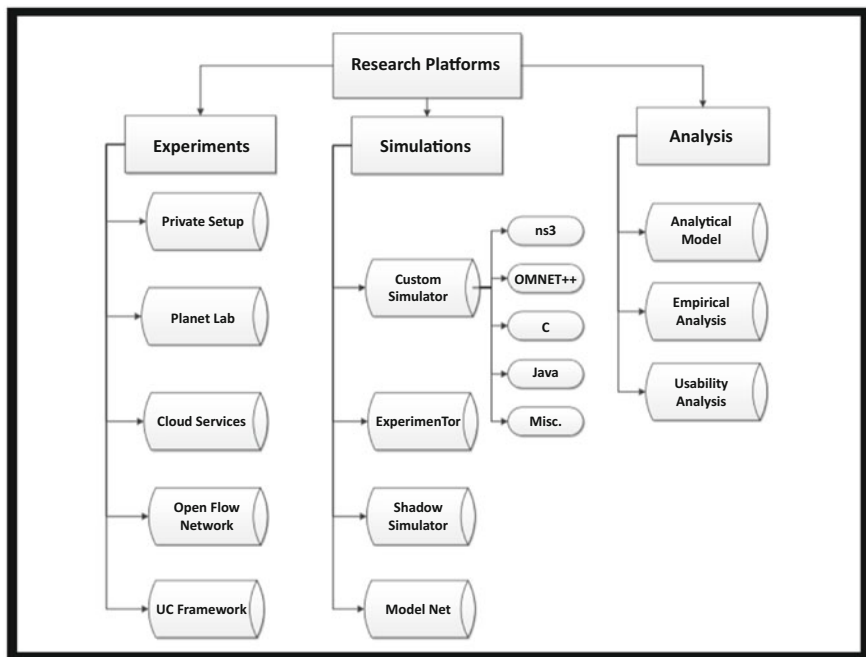 Research Platforms
Experiments
Private Setup
Planet Lab
Cloud Services
Open Flow
Network
UC Framework
Simulations
Custom
Simulator
ns3
OMNET++
C
Java
Misc.
ExperimenTor
Shadow
Simulator
Model Net
Analysis
Analytical
Model
Empirical
Analysis
Usability
Analysis